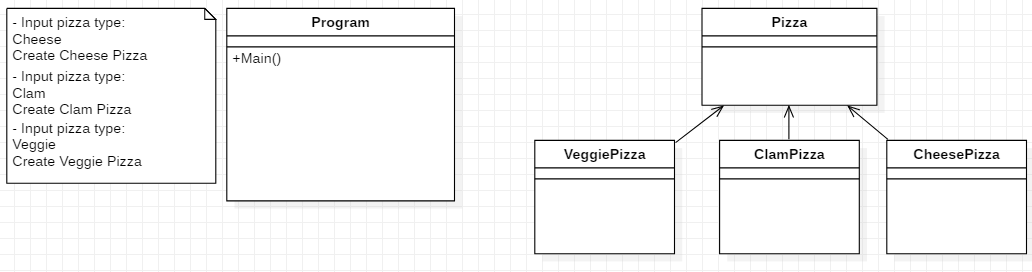 - Input pizza type:
Cheese
Create Cheese Pizza
- Input pizza type:
Clam
Create Clam Pizza
- Input pizza type:
Veggie
Create Veggie Pizza
Program
+Main()
Pizza
VeggiePizza
ClamPizza
CheesePizza